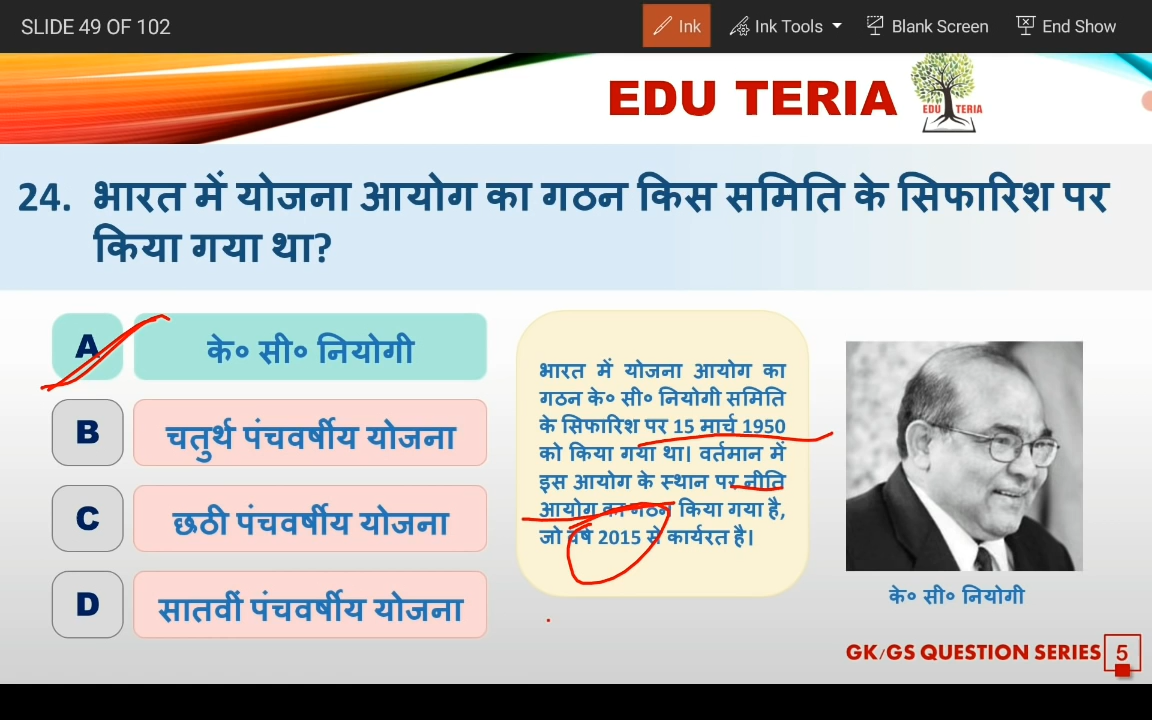 SLIDE 49 OF 102
Ink
Ink Tools
Blank Screen
End Show
EDU TERIA
EDU TERIA
24. भारत में योजना आयोग का गठन किस समिति के सिफारिश पर
किया गया था?
A
के० सी० नियोगी
B
चतुर्थ पंचवर्षीय योजना
C
छठी पंचवर्षीय योजना
D
सातवीं पंचवर्षीय योजना
भारत में योजना आयोग का
गठन के० सी० नियोगी समिति
के सिफारिश पर 15 मार्च 1950
को किया गया था। वर्तमान में
इस आयोग के स्थान पर नीति
आयोग का गठन किया गया है,
जो वर्ष 2015 से कार्यरत है।
के० सी० नियोगी
GK/GS QUESTION SERIES 5